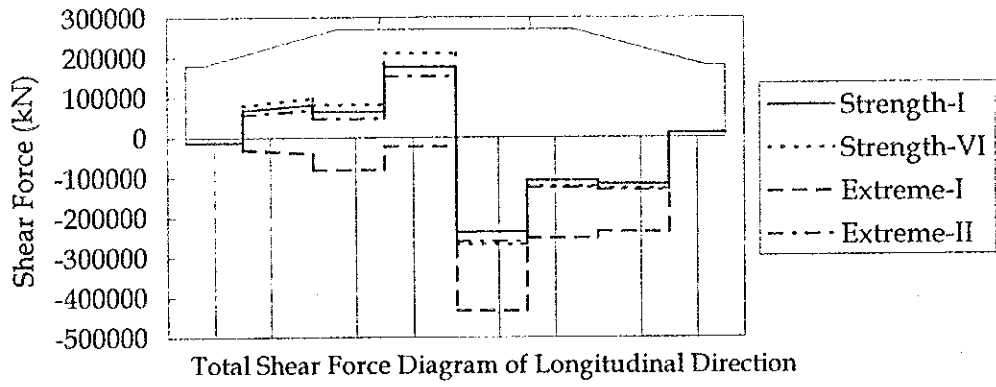 300000
200000
100000
0
-100000
-200000
-300000
-400000
-500000
Shear Force (kN)
Strength-I
Strength-VI
Extreme-I
Extreme-II
Total Shear Force Diagram of Longitudinal Direction